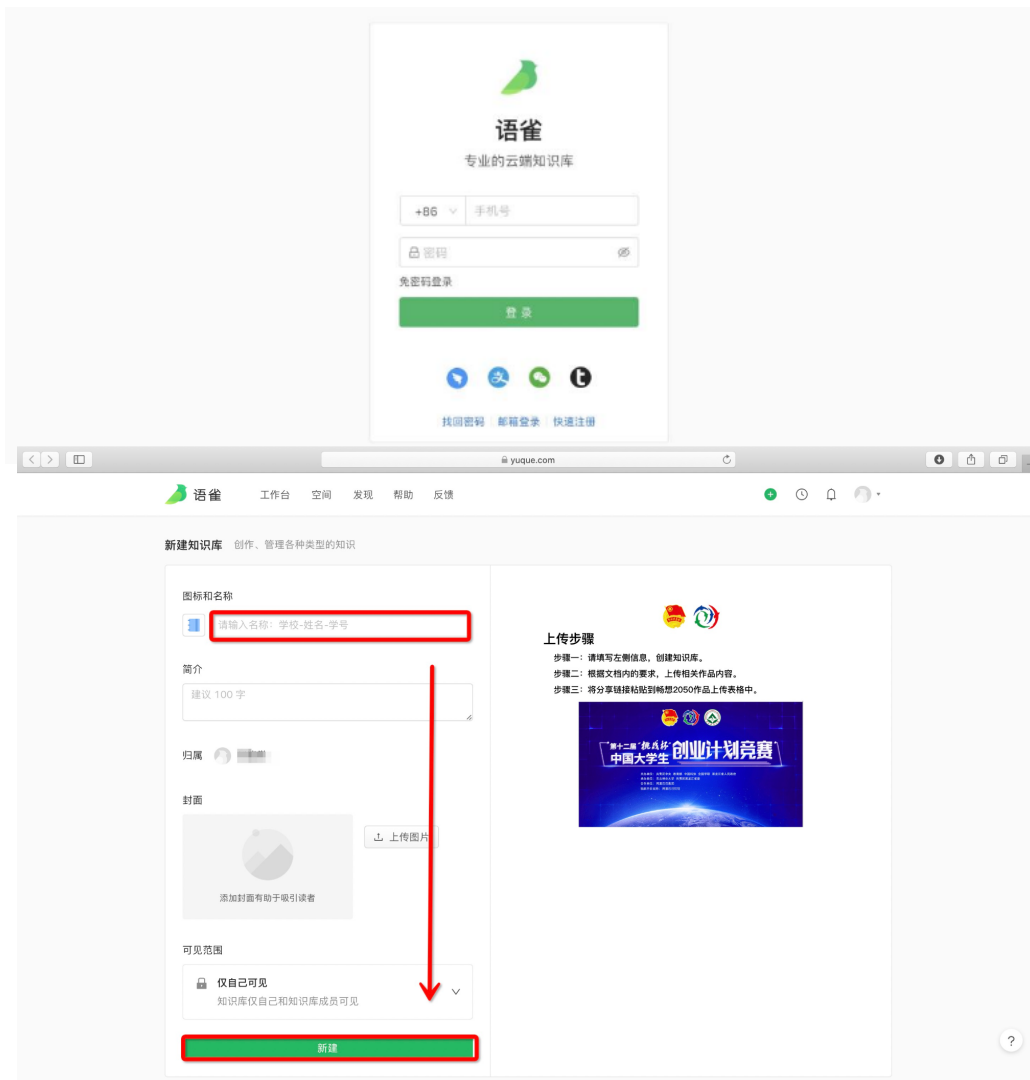 语雀
专业的云端知识库
+86 手机号
密码
免密码登录
登 录
找回密码 邮箱登录 快速注册
yuque.com
语雀 工作台 空间 发现 帮助 反馈
新建知识库 创作、管理各种类型的知识
图标和名称
请输入名称：学校-姓名-学号
简介
建议 100 字
归属
封面
上传图片
添加封面有助于吸引读者
可见范围
仅自己可见
知识库仅自己和知识库成员可见
新建
上传步骤
步骤一：请填写左侧信息，创建知识库。
步骤二：根据文档内的要求，上传相关作品内容。
步骤三：将分享链接粘贴到畅想2050作品上传表格中。
第十二届“挑战杯”
中国大学生 创业计划竞赛
?